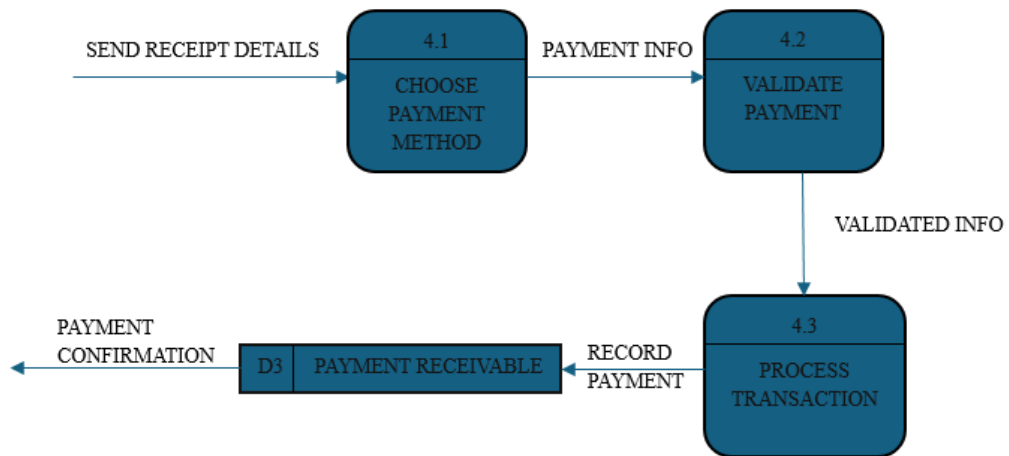 SEND RECEIPT DETAILS
4.1
CHOOSE
PAYMENT
METHOD
PAYMENT INFO
4.2
VALIDATE
PAYMENT
VALIDATED INFO
4.3
PROCESS
TRANSACTION
RECORD
PAYMENT
D3
PAYMENT RECEIVABLE
PAYMENT
CONFIRMATION